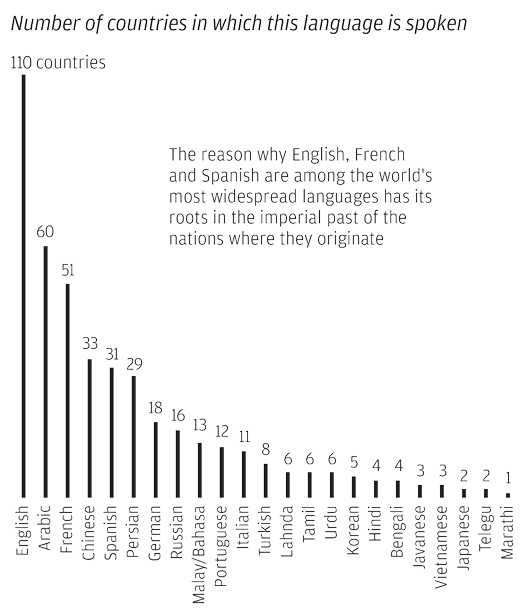 Number of countries in which this language is spoken
110 countries
The reason why English, French
and Spanish are among the world's
most widespread languages has its
roots in the imperial past of the
nations where they originate
60
51
33
31
29
18
16
13
12
11
8
6
6
6
5
4
4
3
3
2
2
1
English
Arabic
French
Chinese
Spanish
Persian
German
Russian
Malay/Bahasa
Portuguese
Italian
Turkish
Lahnda
Tamil
Urdu
Korean
Hindi
Bengali
Javanese
Vietnamese
Japanese
Telegu
Marathi